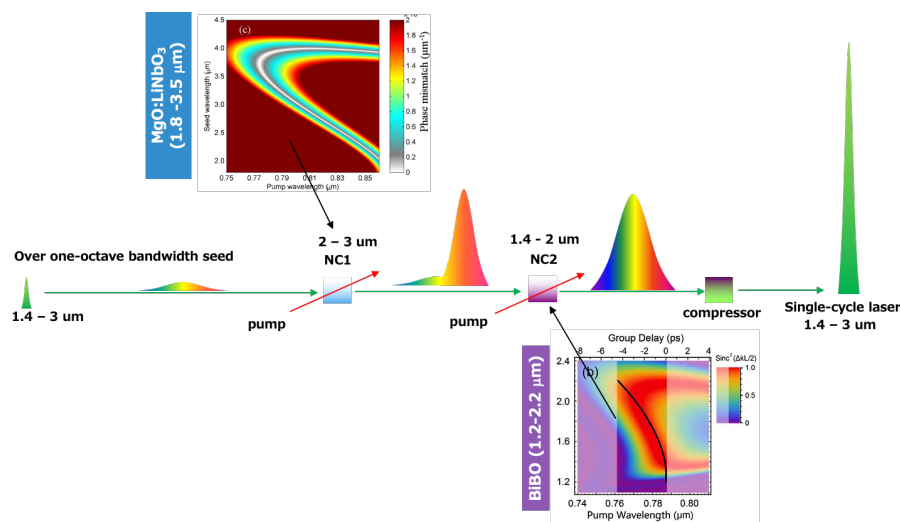 MgO:LiNbO3
(1.8 -3.5 µm)
(c)
4.5
4.0
3.5
3.0
2.5
2.0
Seed wavelength (µm)
0.75
0.77
0.79
0.81
0.83
0.85
Pump wavelength (µm)
2
1.8
1.6
1.4
1.2
1
0.8
0.6
0.4
0.2
0
Phase mismatch (µm⁻¹)
Over one-octave bandwidth seed
1.4 – 3 um
2 – 3 um
NC1
pump
1.4 - 2 um
NC2
pump
compressor
Single-cycle laser
1.4 – 3 um
BiBO (1.2-2.2 µm)
Group Delay (ps)
-8 -6 -4 -2 0 2 4
(b)
2.4
2.0
1.6
1.2
0.74 0.76 0.78 0.80
Pump Wavelength (µm)
Sinc²(ΔkL/2)
1.0
0.5
0